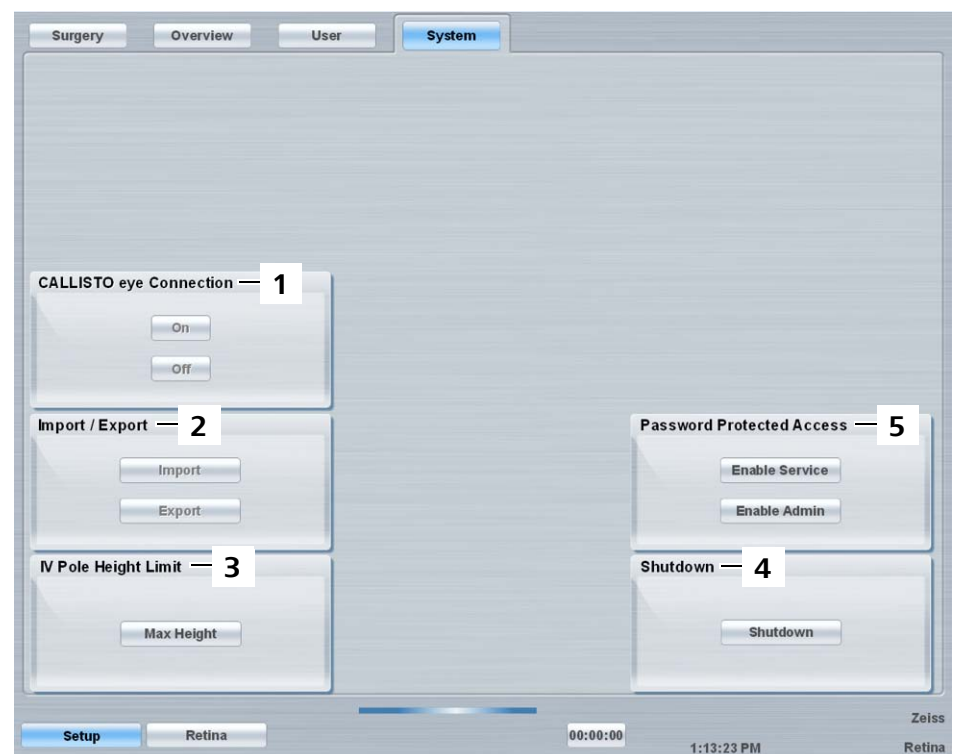 Surgery Overview User System
CALLISTO eye Connection 1
On
Off
Import / Export 2
Import
Export
IV Pole Height Limit 3
Max Height
Password Protected Access 5
Enable Service
Enable Admin
Shutdown 4
Shutdown
Setup Retina 00:00:00 1:13:23 PM
Zeiss
Retina